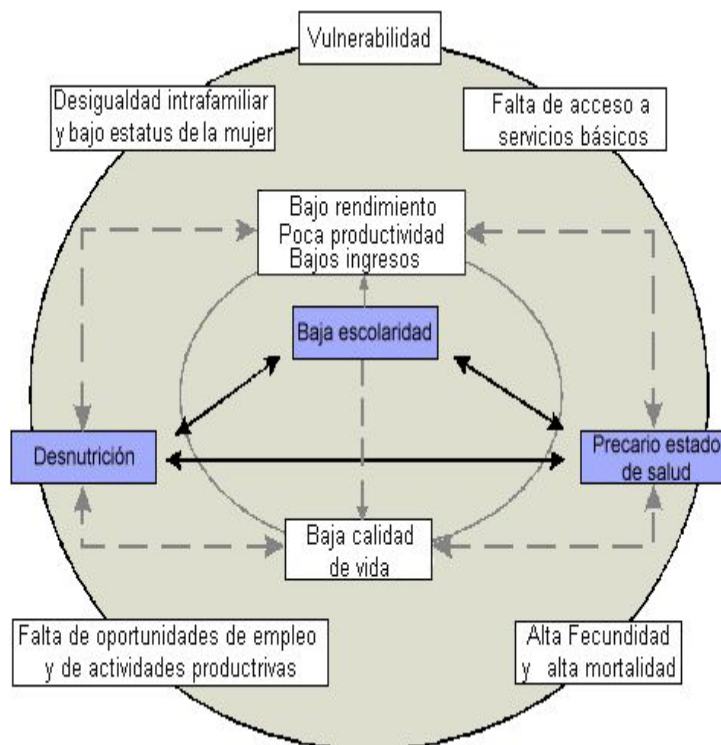 Vulnerabilidad
Desigualdad intrafamiliar
y bajo estatus de la mujer
Falta de acceso a
servicios básicos
Bajo rendimiento
Poca productividad
Bajos ingresos
Baja escolaridad
Desnutrición
Precario estado
de salud
Baja calidad
de vida
Falta de oportunidades de empleo
y de actividades productrivas
Alta Fecundidad
y alta mortalidad